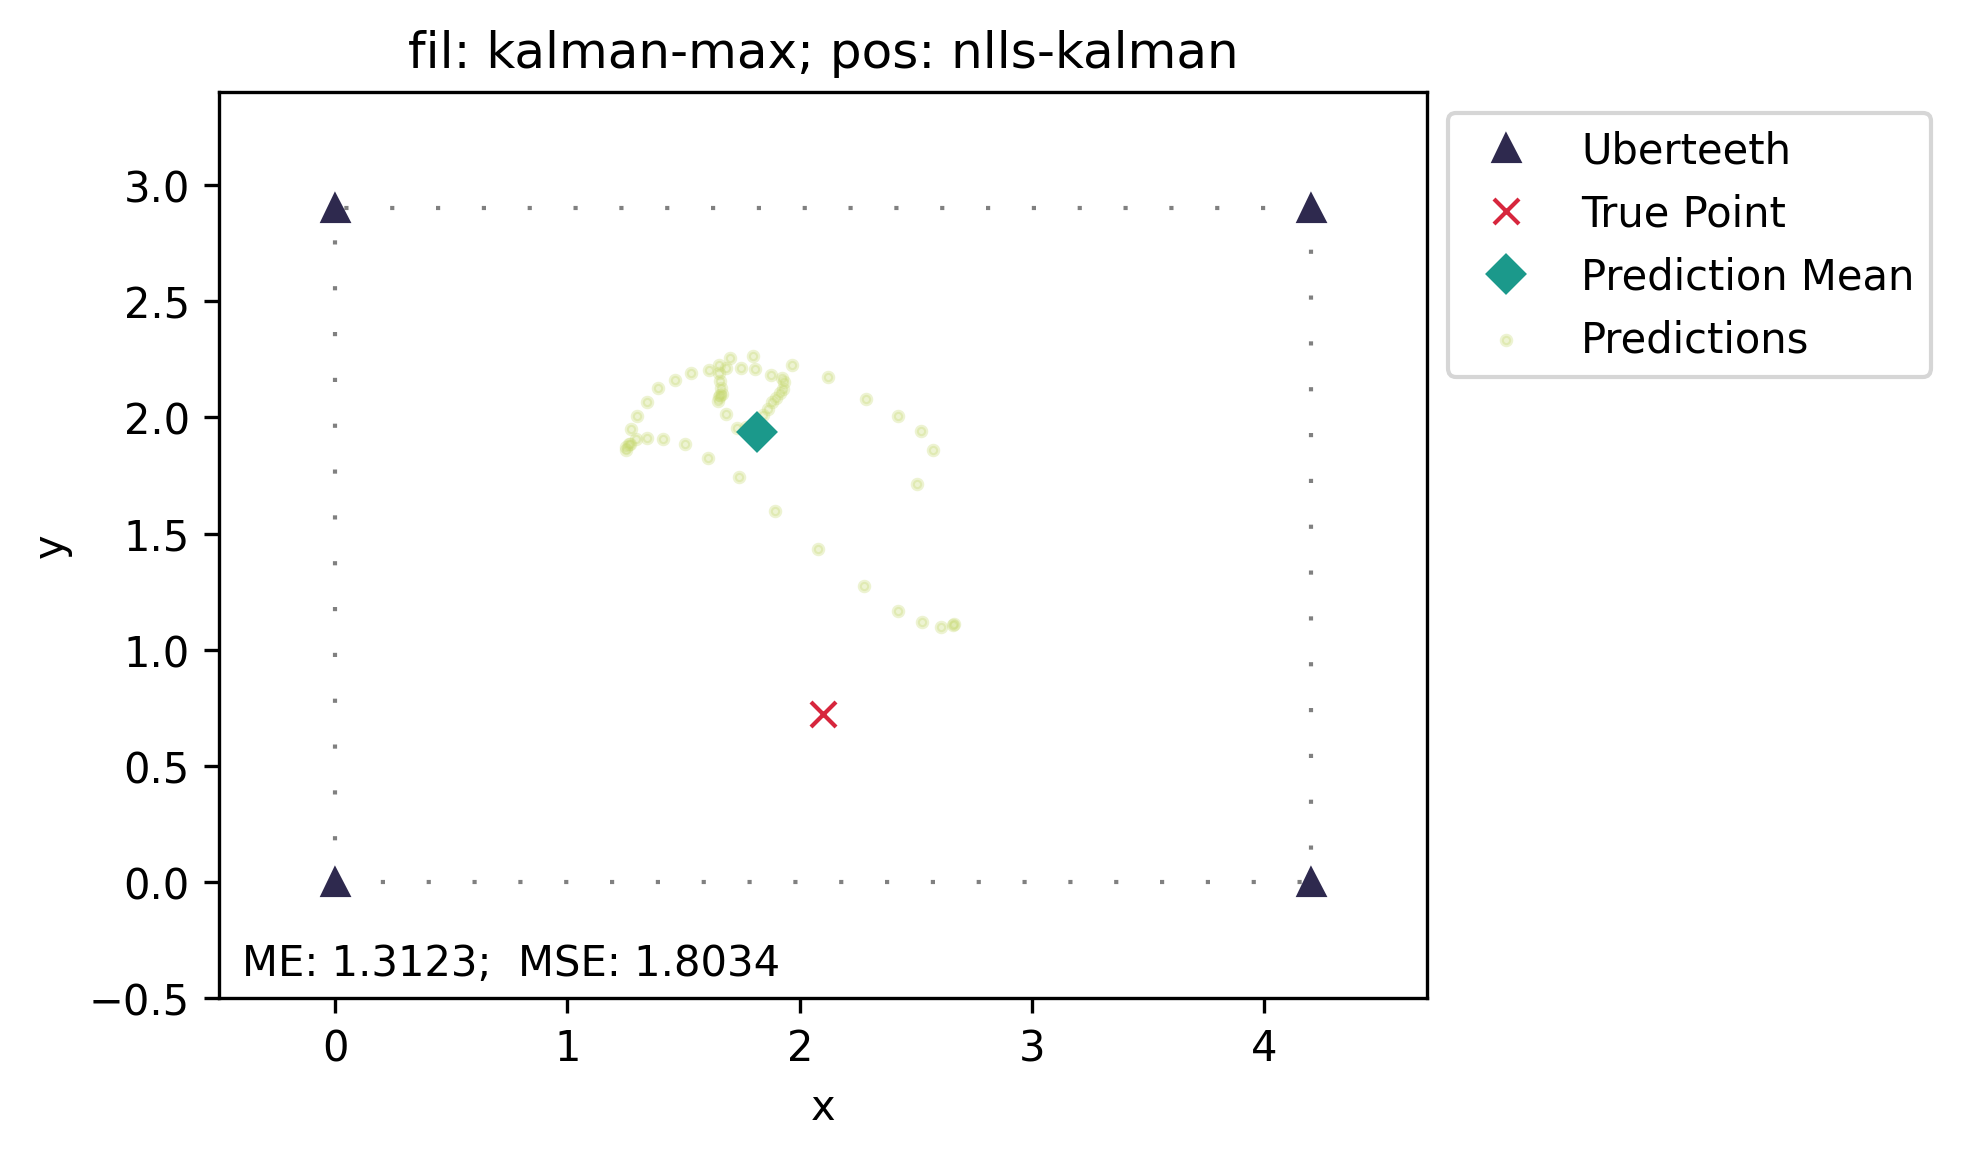 fil: kalman-max; pos: nlls-kalman
Uberteeth
True Point
Prediction Mean
Predictions
3.0
2.5
2.0
1.5
1.0
0.5
0.0
−0.5
y
ME: 1.3123;  MSE: 1.8034
0 1 2 3 4
x